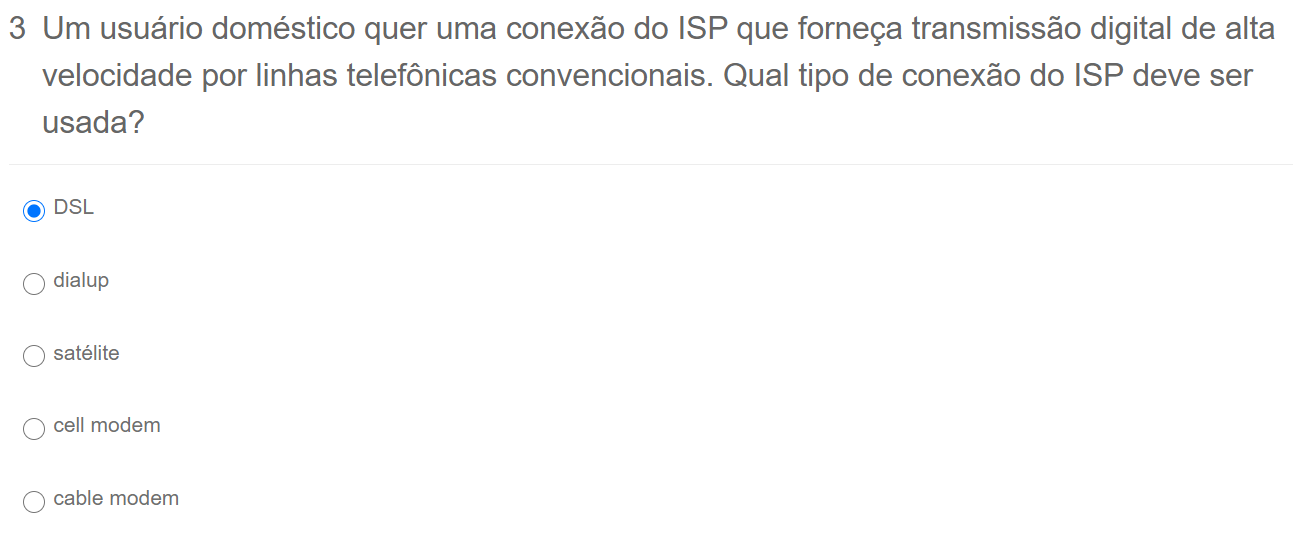 3 Um usuário doméstico quer uma conexão do ISP que forneça transmissão digital de alta
velocidade por linhas telefônicas convencionais. Qual tipo de conexão do ISP deve ser
usada?
DSL
dialup
satélite
cell modem
cable modem